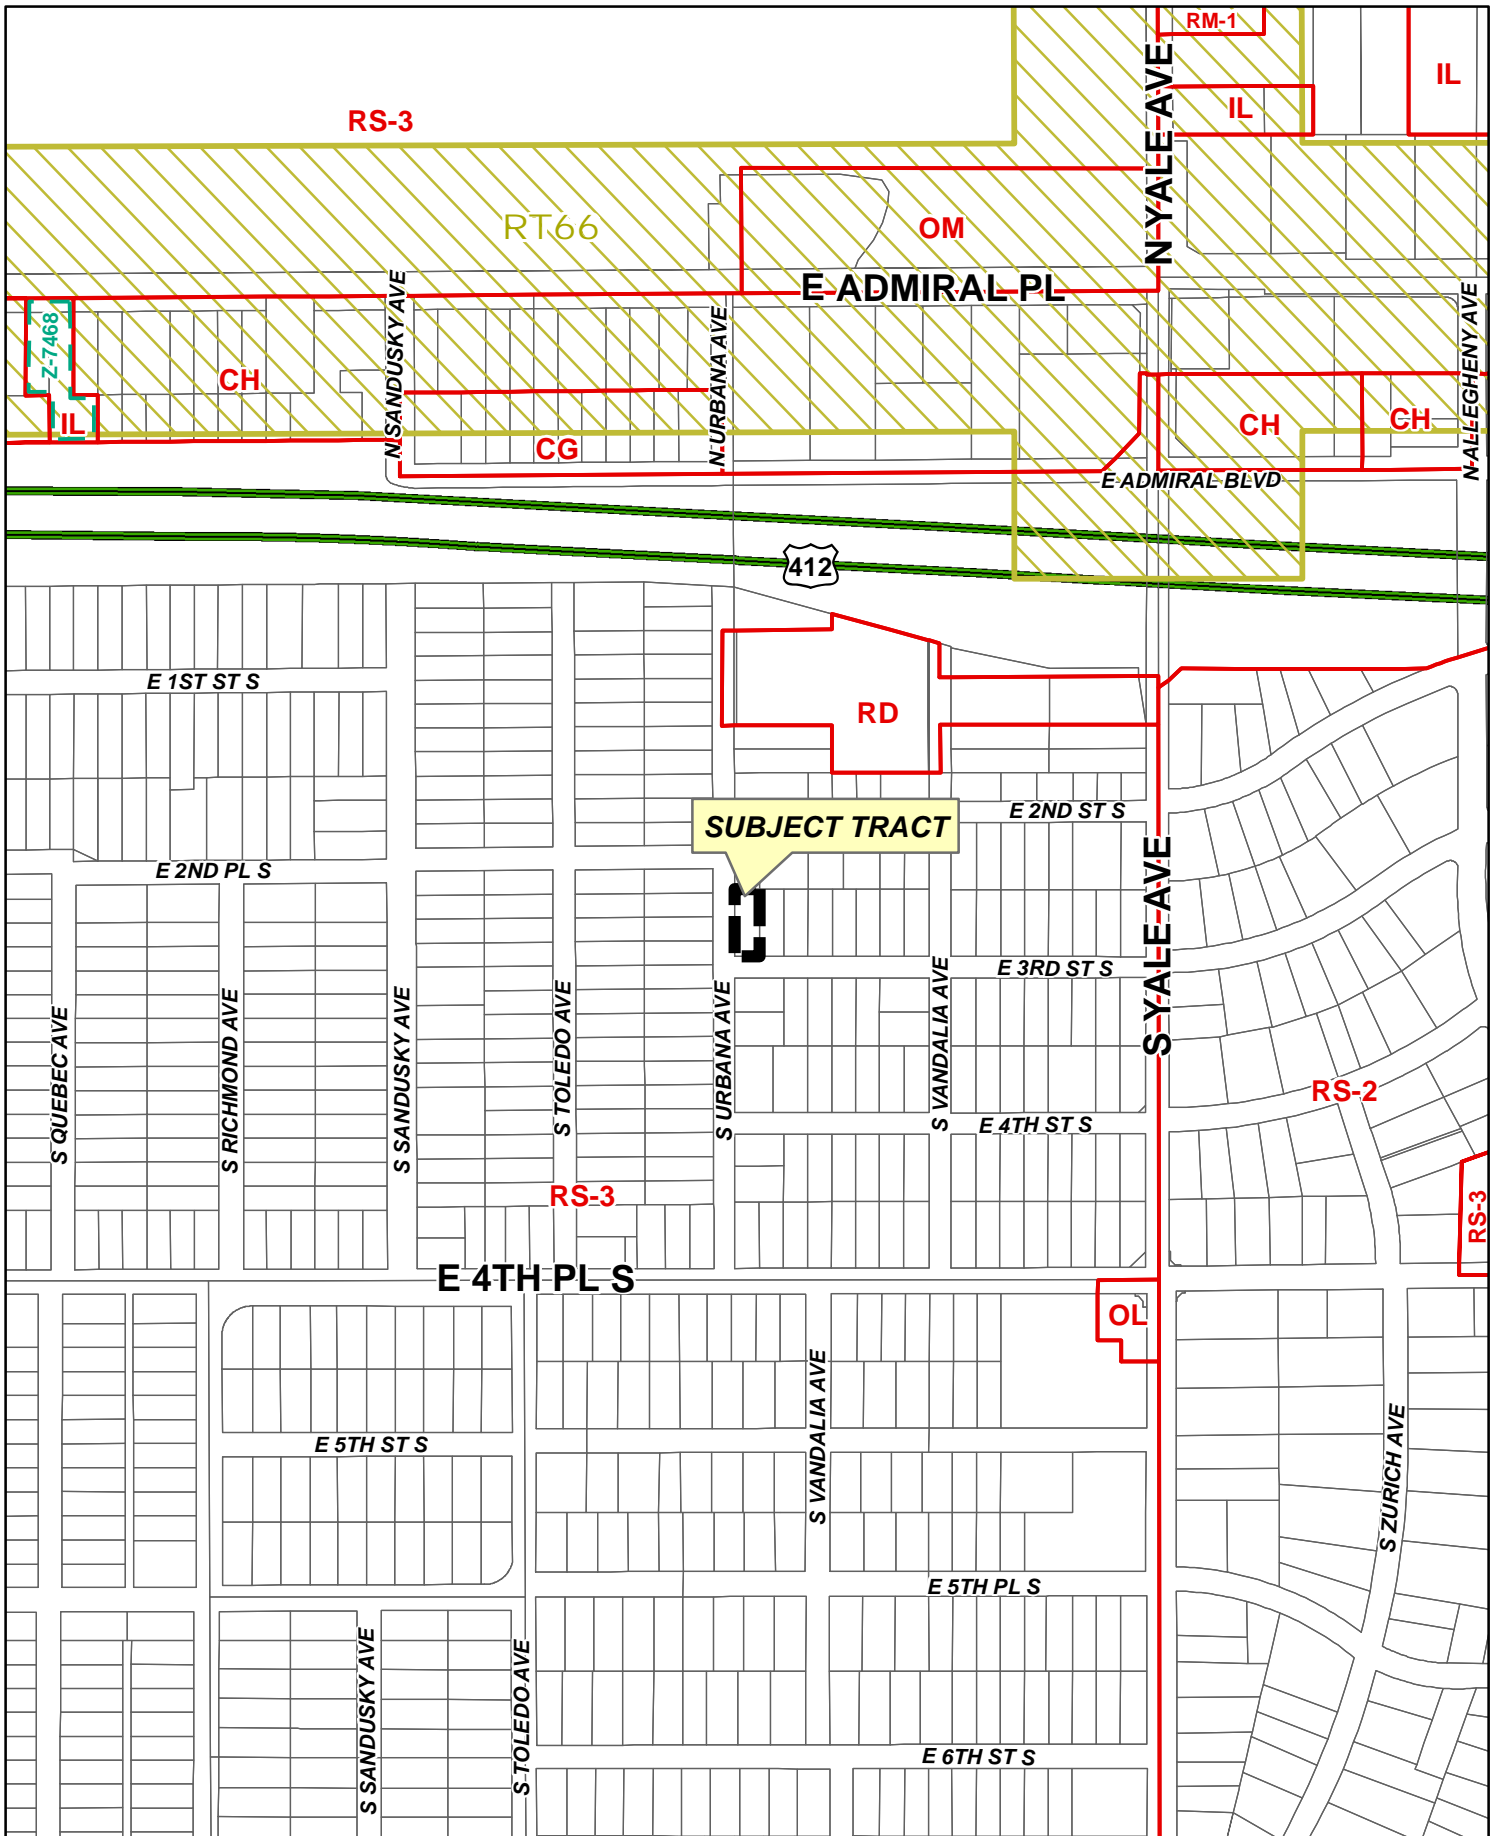 RM-1
IL
IL
N YALE AVE
RS-3
RT66
OM
E ADMIRAL PL
N SANDUSKY AVE
N URBANA AVE
N ALLEGHENY AVE
Z-7468
CH
IL
CG
CH
CH
E ADMIRAL BLVD
412
E 1ST ST S
RD
E 2ND ST S
SUBJECT TRACT
E 2ND PL S
S YALE AVE
E 3RD ST S
S QUEBEC AVE
S RICHMOND AVE
S SANDUSKY AVE
S TOLEDO AVE
S URBANA AVE
S VANDALIA AVE
RS-2
E 4TH ST S
RS-3
RS-3
E 4TH PL S
OL
S VANDALIA AVE
S ZURICH AVE
E 5TH ST S
E 5TH PL S
S SANDUSKY AVE
S TOLEDO AVE
E 6TH ST S